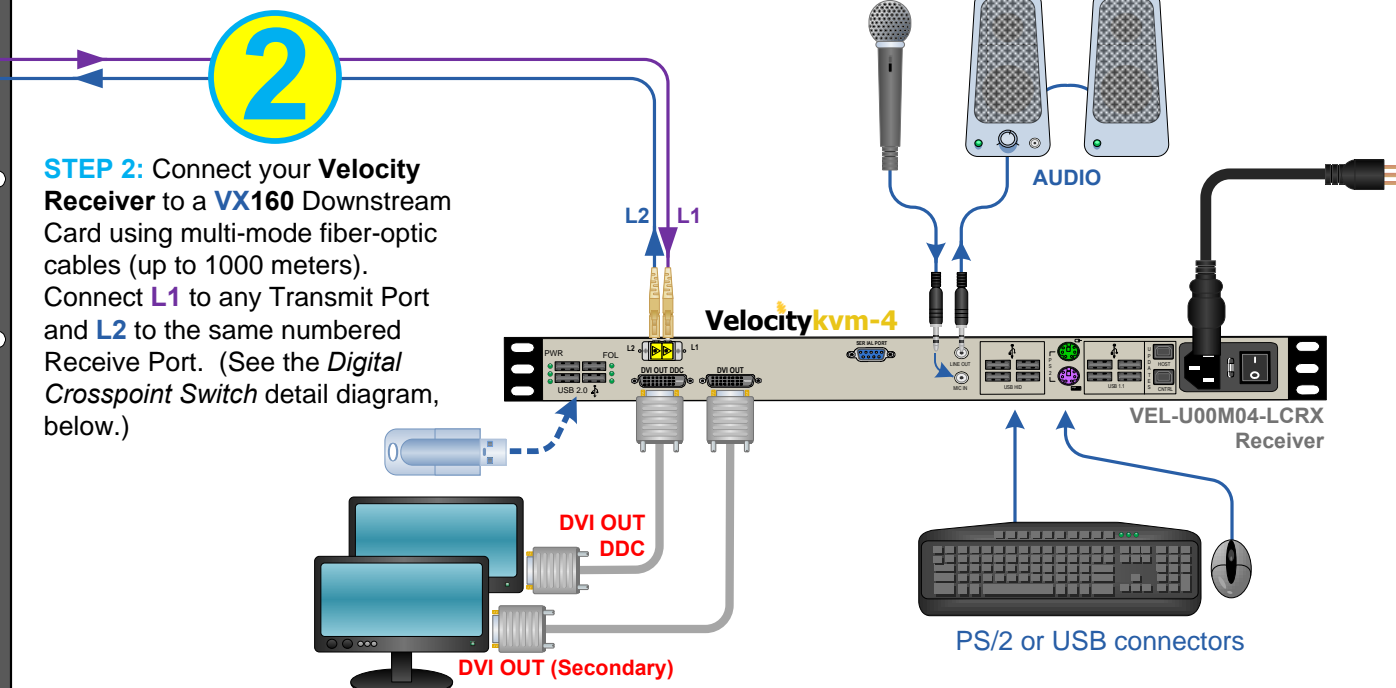 2
STEP 2: Connect your Velocity
Receiver to a VX160 Downstream
Card using multi-mode fiber-optic
cables (up to 1000 meters).
Connect L1 to any Transmit Port
and L2 to the same numbered
Receive Port.  (See the Digital
Crosspoint Switch detail diagram,
below.)
L2 L1
AUDIO
Velocitykvm-4
PWR FOL
USB 2.0
L2 L1
DVI OUT DDC DVI OUT
SERIAL PORT
LINE OUT
MIC IN
USB HID
PS2
USB 1.1
UPDATES
HOST
CNTRL
VEL-U00M04-LCRX
Receiver
DVI OUT
DDC
DVI OUT (Secondary)
PS/2 or USB connectors